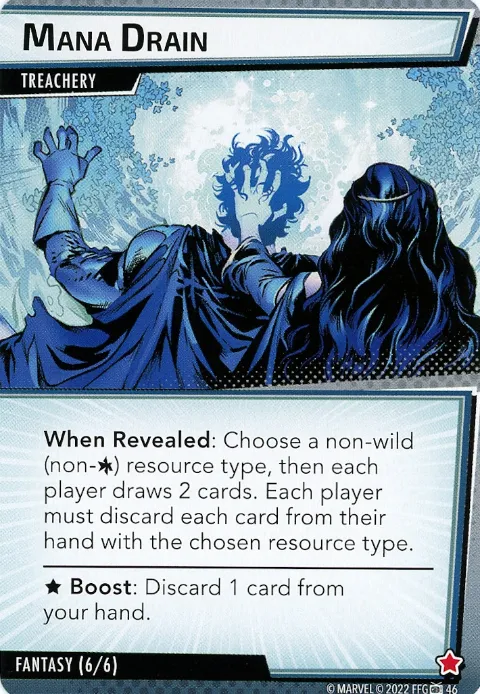 MANA DRAIN
TREACHERY
When Revealed: Choose a non-wild
(non-) resource type, then each
player draws 2 cards. Each player
must discard each card from their
hand with the chosen resource type.
★ Boost: Discard 1 card from
your hand.
FANTASY (6/6)
© MARVEL © 2022 FFG 46